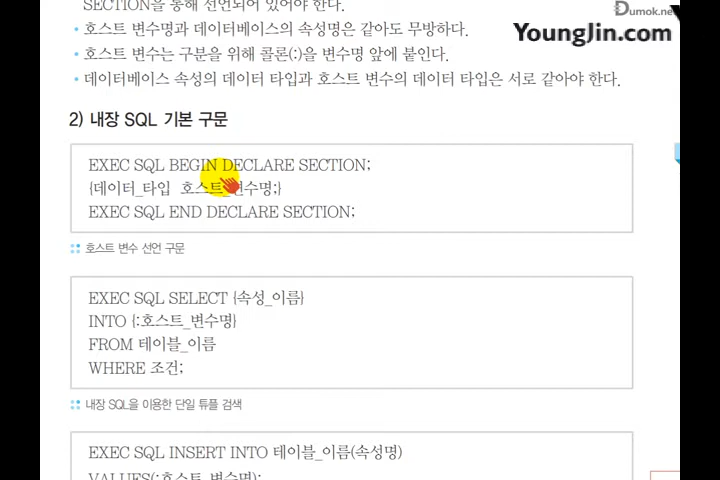 Dumok.ne
YoungJin.com
SECTION을 통해 선언되어 있어야 한다.
• 호스트 변수명과 데이터베이스의 속성명은 같아도 무방하다.
• 호스트 변수는 구분을 위해 콜론(:)을 변수명 앞에 붙인다.
• 데이터베이스 속성의 데이터 타입과 호스트 변수의 데이터 타입은 서로 같아야 한다.
2) 내장 SQL 기본 구문
EXEC SQL BEGIN DECLARE SECTION;
{데이터_타입 호스트_변수명;}
EXEC SQL END DECLARE SECTION;
호스트 변수 선언 구문
EXEC SQL SELECT {속성_이름}
INTO {:호스트_변수명}
FROM 테이블_이름
WHERE 조건;
내장 SQL을 이용한 단일 튜플 검색
EXEC SQL INSERT INTO 테이블_이름(속성명)
VALUES(:호스트_변수명);